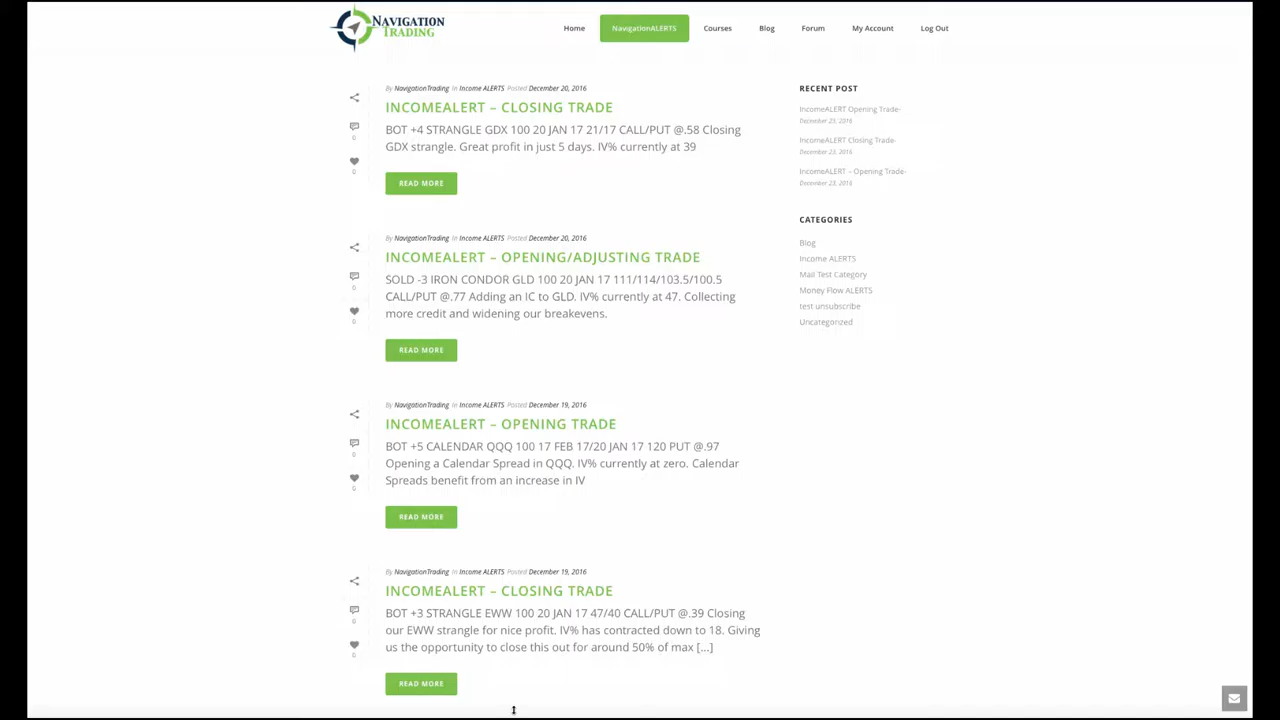 NAVIGATION
TRADING
Home NavigationALERTS Courses Blog Forum My Account Log Out
By NavigationTrading In Income ALERTS Posted December 20, 2016
INCOMEALERT – CLOSING TRADE
BOT +4 STRANGLE GDX 100 20 JAN 17 21/17 CALL/PUT @.58 Closing
GDX strangle. Great profit in just 5 days. IV% currently at 39
0
0
READ MORE
By NavigationTrading In Income ALERTS Posted December 20, 2016
INCOMEALERT – OPENING/ADJUSTING TRADE
SOLD -3 IRON CONDOR GLD 100 20 JAN 17 111/114/103.5/100.5
CALL/PUT @.77 Adding an IC to GLD. IV% currently at 47. Collecting
more credit and widening our breakevens.
0
0
READ MORE
By NavigationTrading In Income ALERTS Posted December 19, 2016
INCOMEALERT – OPENING TRADE
BOT +5 CALENDAR QQQ 100 17 FEB 17/20 JAN 17 120 PUT @.97
Opening a Calendar Spread in QQQ. IV% currently at zero. Calendar
Spreads benefit from an increase in IV
0
0
READ MORE
By NavigationTrading In Income ALERTS Posted December 19, 2016
INCOMEALERT – CLOSING TRADE
BOT +3 STRANGLE EWW 100 20 JAN 17 47/40 CALL/PUT @.39 Closing
our EWW strangle for nice profit. IV% has contracted down to 18. Giving
us the opportunity to close this out for around 50% of max [...]
0
0
READ MORE
RECENT POST
IncomeALERT Opening Trade-
December 23, 2016
IncomeALERT Closing Trade-
December 23, 2016
IncomeALERT – Opening Trade-
December 23, 2016
CATEGORIES
Blog
Income ALERTS
Mail Test Category
Money Flow ALERTS
test unsubscribe
Uncategorized